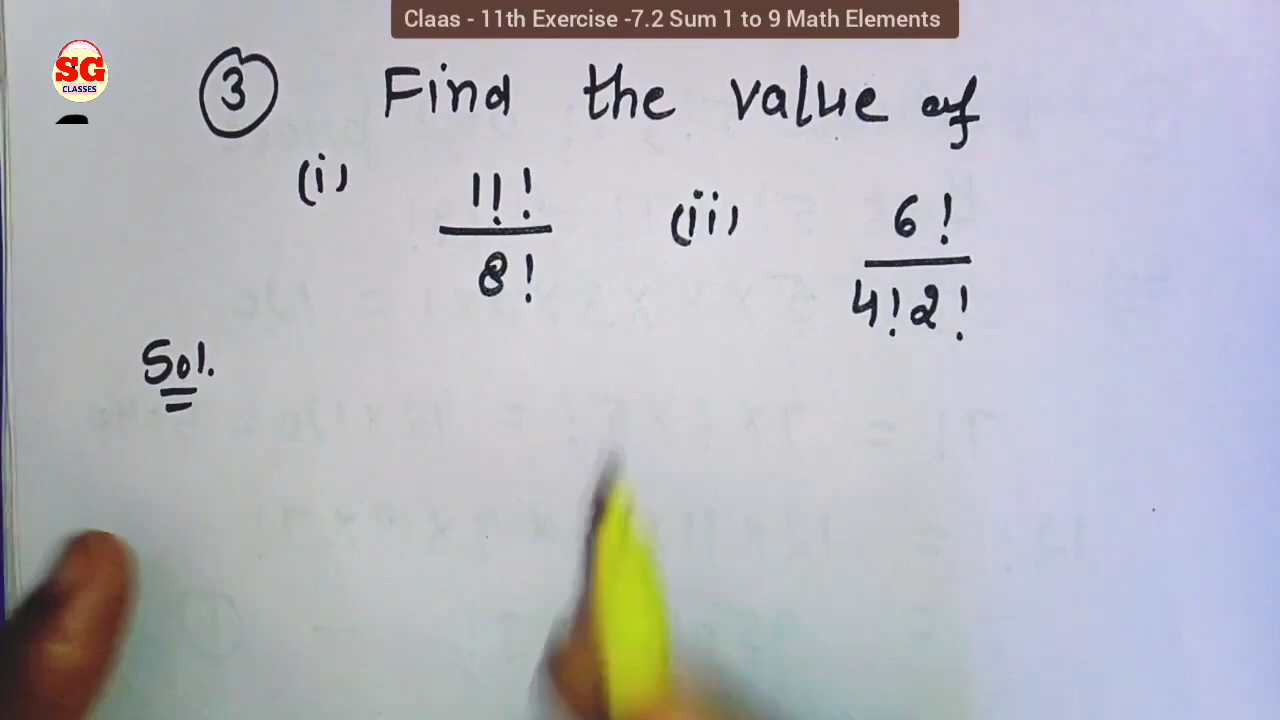 Claas - 11th Exercise -7.2 Sum 1 to 9 Math Elements
SG
CLASSES
3 Find the value of
(i) 11! / 8! (ii) 6! / 4!2!
Sol.